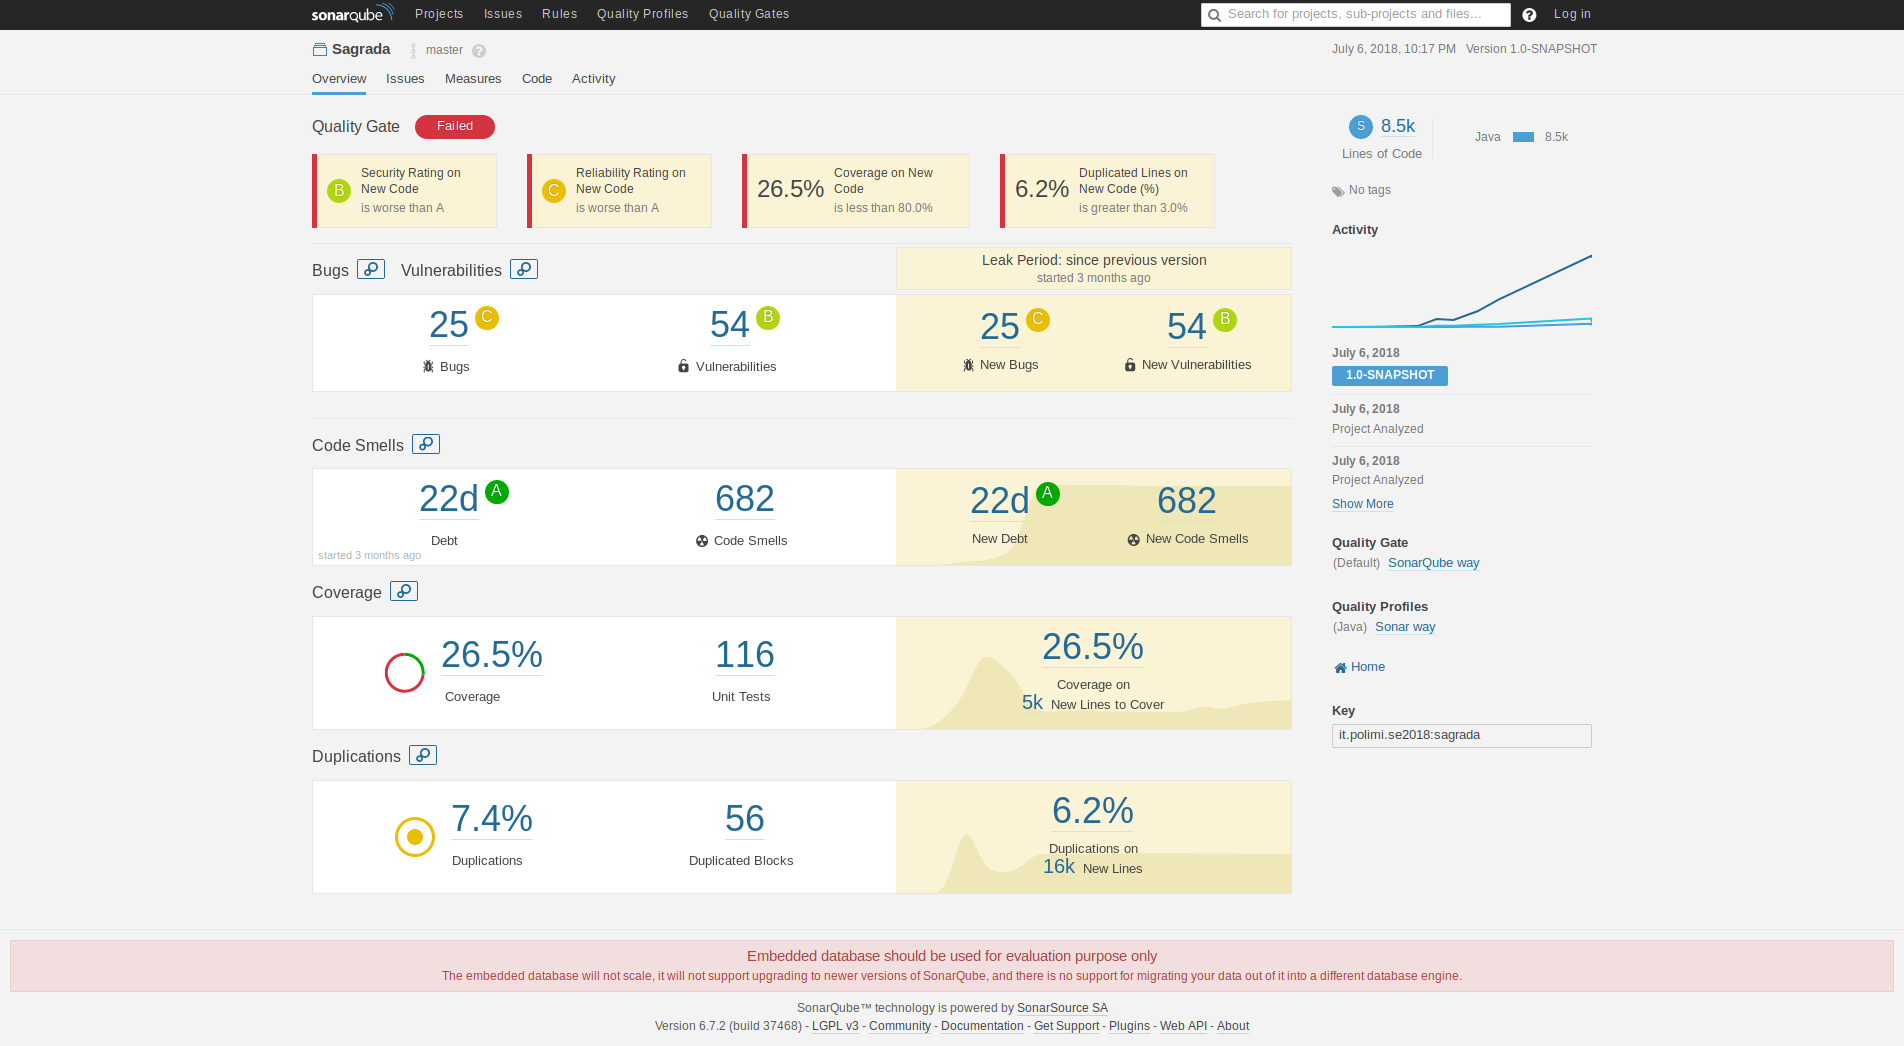 sonarqube Projects Issues Rules Quality Profiles Quality Gates Search for projects, sub-projects and files... ? Log in
Sagrada master ? July 6, 2018, 10:17 PM Version 1.0-SNAPSHOT
Overview Issues Measures Code Activity
Quality Gate Failed
B Security Rating on
New Code
is worse than A
C Reliability Rating on
New Code
is worse than A
26.5% Coverage on New
Code
is less than 80.0%
6.2% Duplicated Lines on
New Code (%)
is greater than 3.0%
Bugs Vulnerabilities
Leak Period: since previous version
started 3 months ago
25 C
Bugs
54 B
Vulnerabilities
25 C
New Bugs
54 B
New Vulnerabilities
Code Smells
22d A
Debt
started 3 months ago
682
Code Smells
22d A
New Debt
682
New Code Smells
Coverage
26.5%
Coverage
116
Unit Tests
26.5%
Coverage on
5k New Lines to Cover
Duplications
7.4%
Duplications
56
Duplicated Blocks
6.2%
Duplications on
16k New Lines
S 8.5k
Lines of Code
Java 8.5k
No tags
Activity
July 6, 2018
1.0-SNAPSHOT
July 6, 2018
Project Analyzed
July 6, 2018
Project Analyzed
Show More
Quality Gate
(Default) SonarQube way
Quality Profiles
(Java) Sonar way
Home
Key
it.polimi.se2018:sagrada
Embedded database should be used for evaluation purpose only
The embedded database will not scale, it will not support upgrading to newer versions of SonarQube, and there is no support for migrating your data out of it into a different database engine.
SonarQube™ technology is powered by SonarSource SA
Version 6.7.2 (build 37468) - LGPL v3 - Community - Documentation - Get Support - Plugins - Web API - About